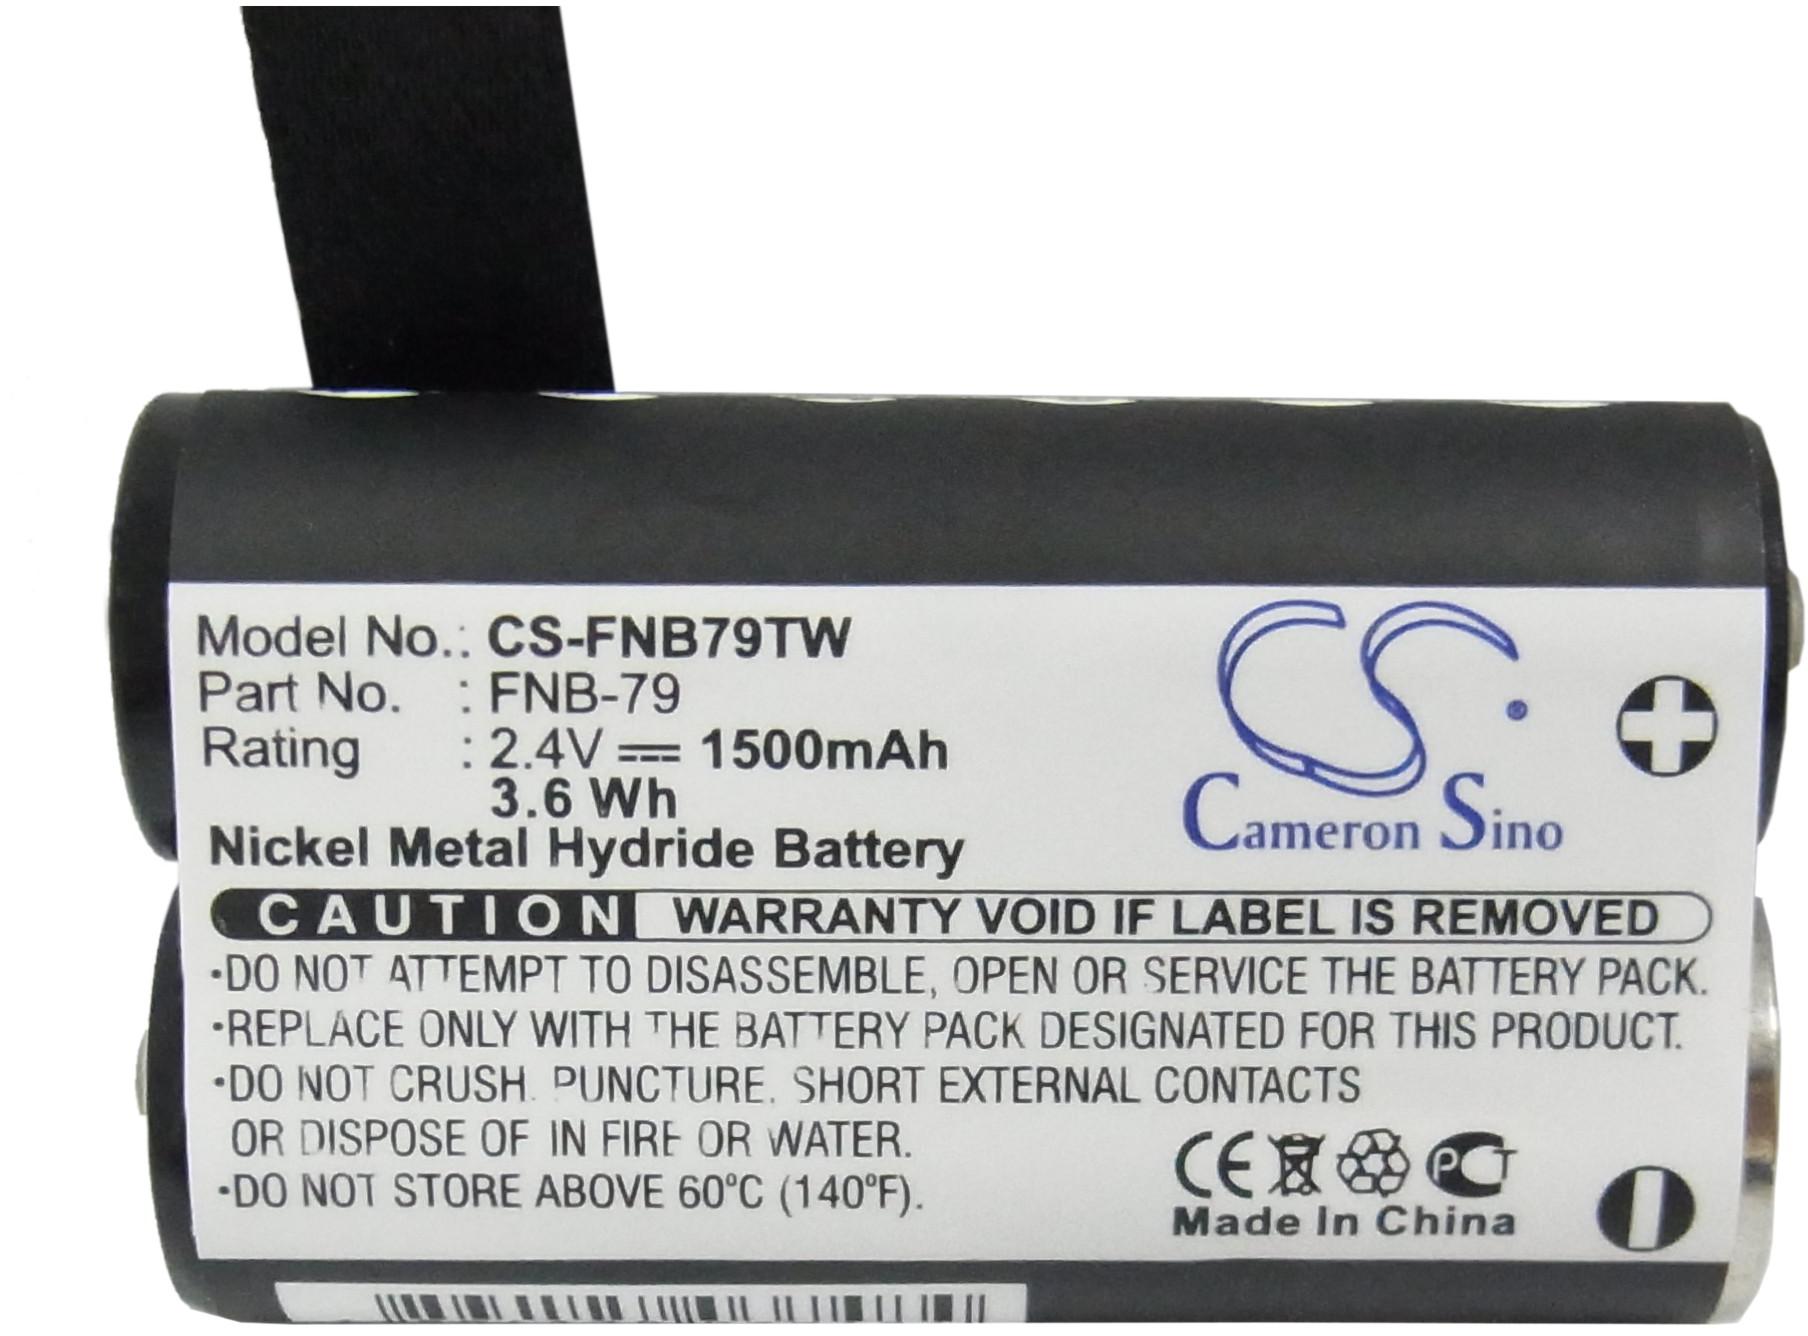 Model No.: CS-FNB79TW
Part No. : FNB-79
Rating : 2.4V 1500mAh
3.6 Wh
Nickel Metal Hydride Battery
CS
Cameron Sino
CAUTION WARRANTY VOID IF LABEL IS REMOVED
•DO NOT ATTEMPT TO DISASSEMBLE, OPEN OR SERVICE THE BATTERY PACK.
•REPLACE ONLY WITH THE BATTERY PACK DESIGNATED FOR THIS PRODUCT.
•DO NOT CRUSH. PUNCTURE. SHORT EXTERNAL CONTACTS
OR DISPOSE OF IN FIRE OR WATER.
•DO NOT STORE ABOVE 60°C (140°F).
CE PCT
Made In China